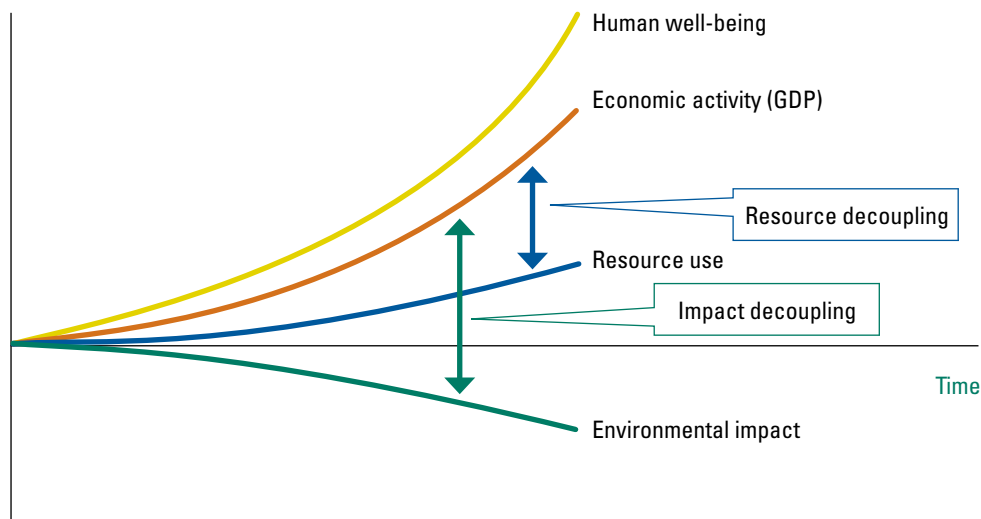 Human well-being
Economic activity (GDP)
Resource decoupling
Resource use
Impact decoupling
Time
Environmental impact